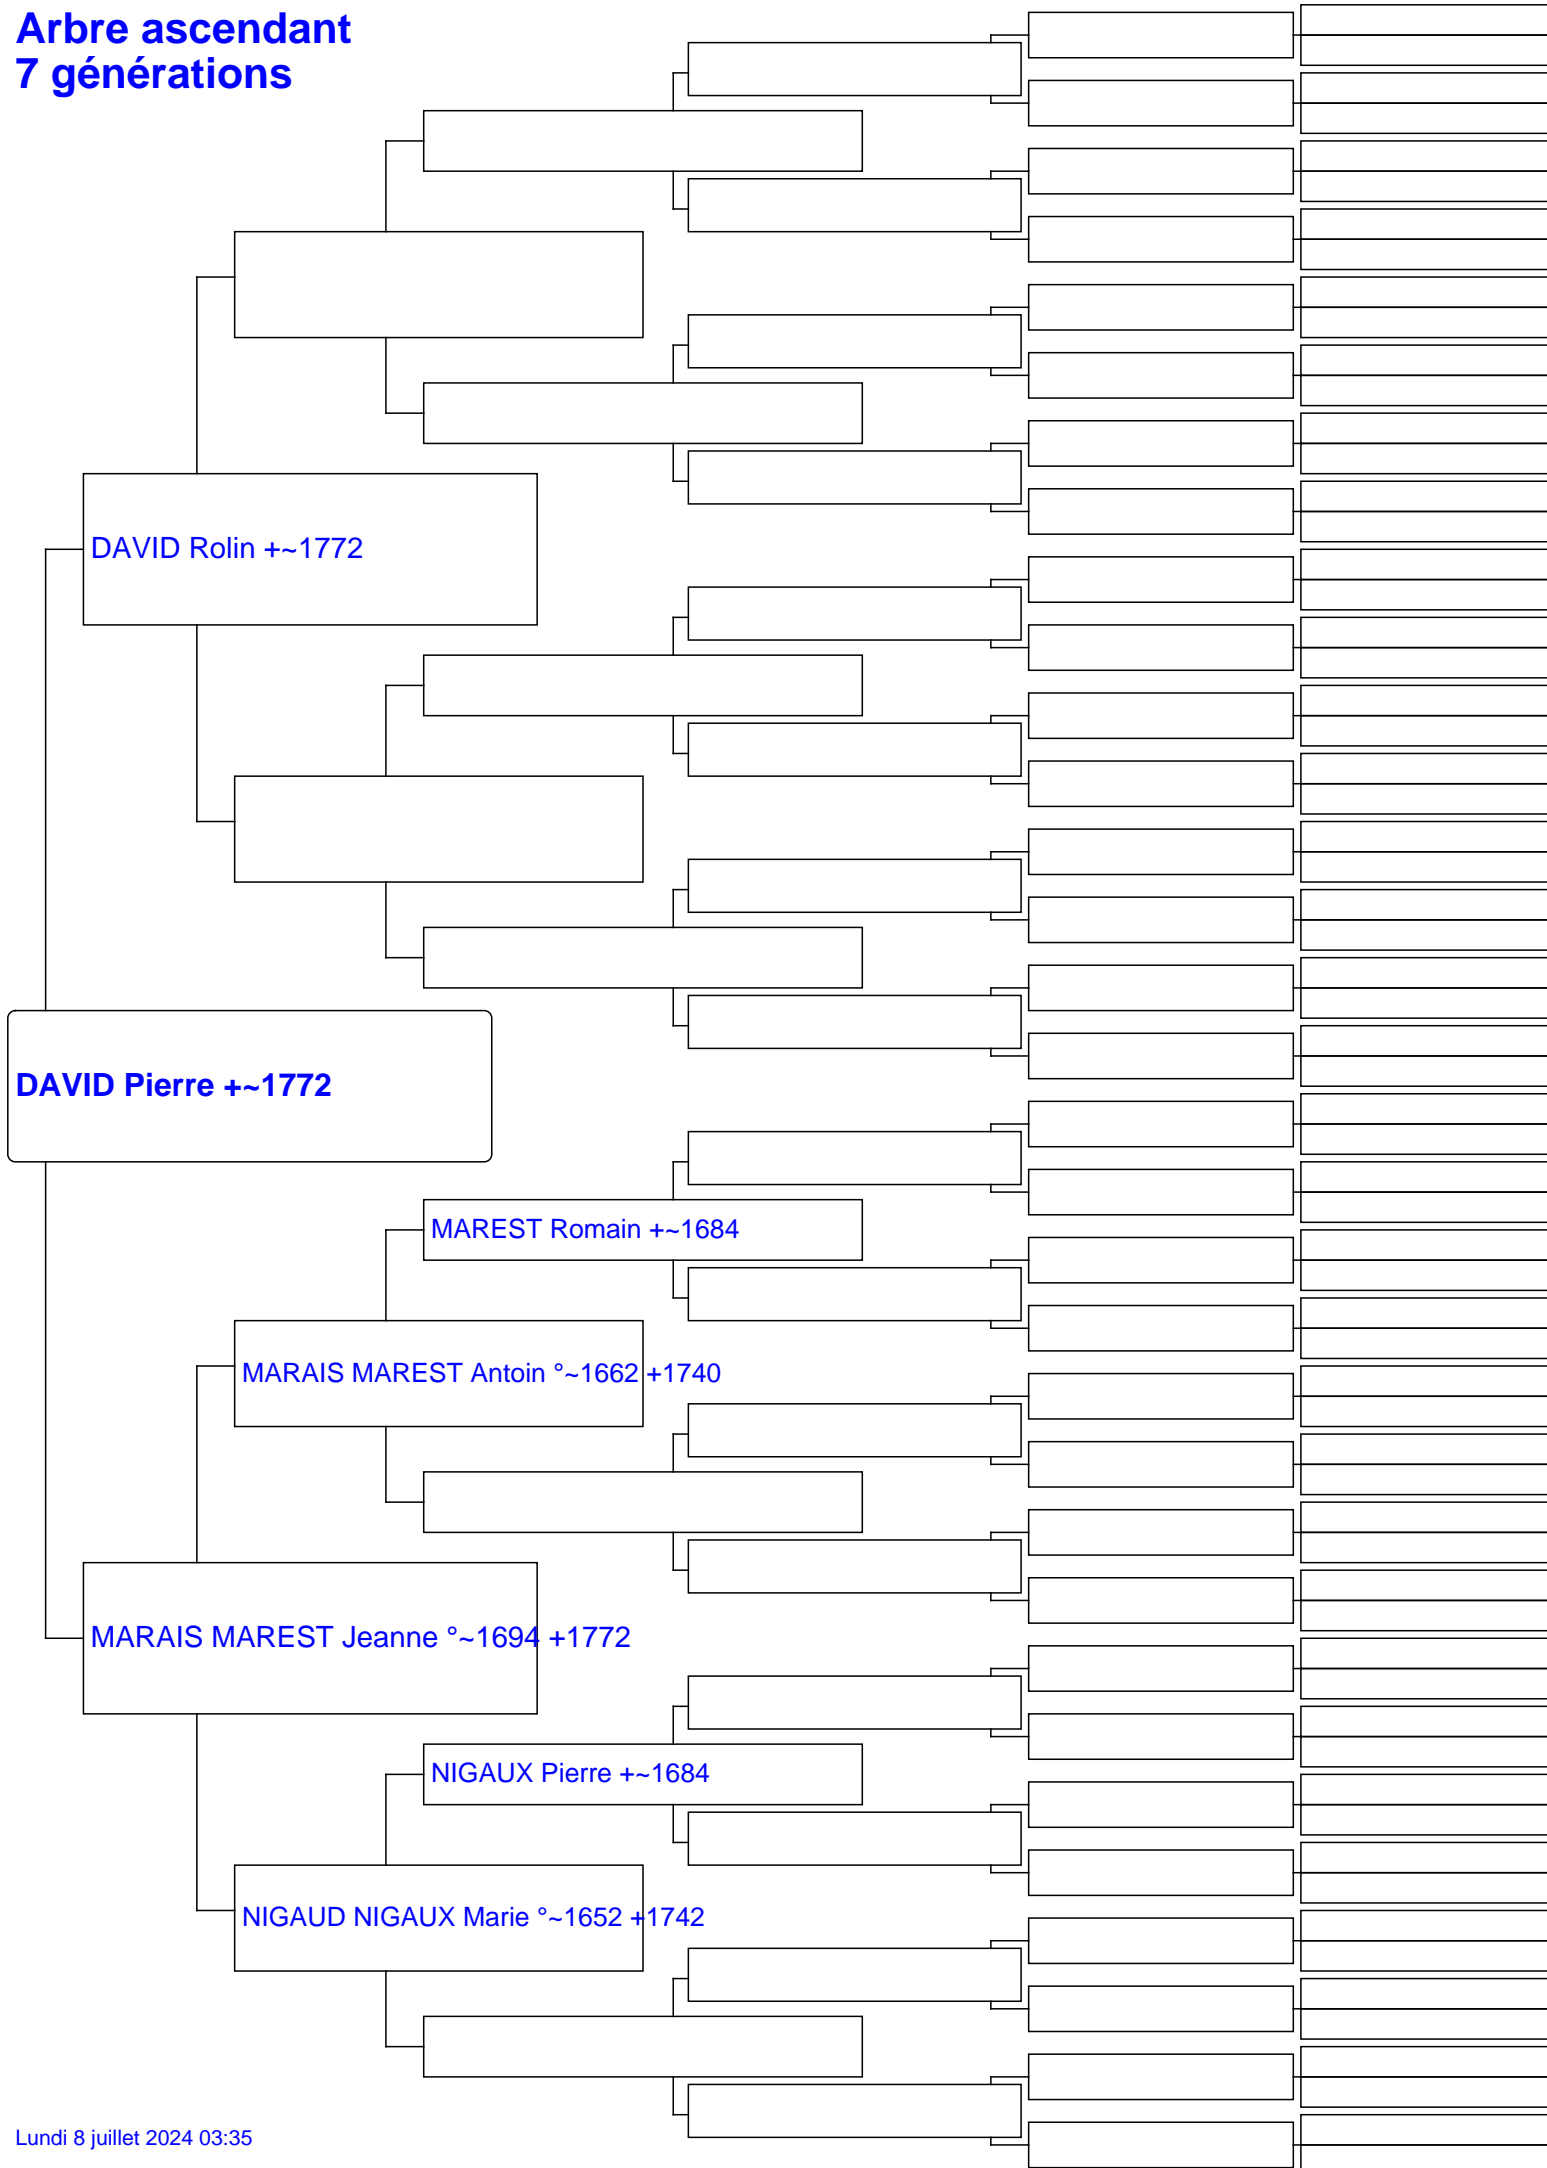 Arbre ascendant
7 générations
DAVID Rolin +~1772
DAVID Pierre +~1772
MAREST Romain +~1684
MARAIS MAREST Antoin °~1662 +1740
MARAIS MAREST Jeanne °~1694 +1772
NIGAUX Pierre +~1684
NIGAUD NIGAUX Marie °~1652 +1742
Lundi 8 juillet 2024 03:35